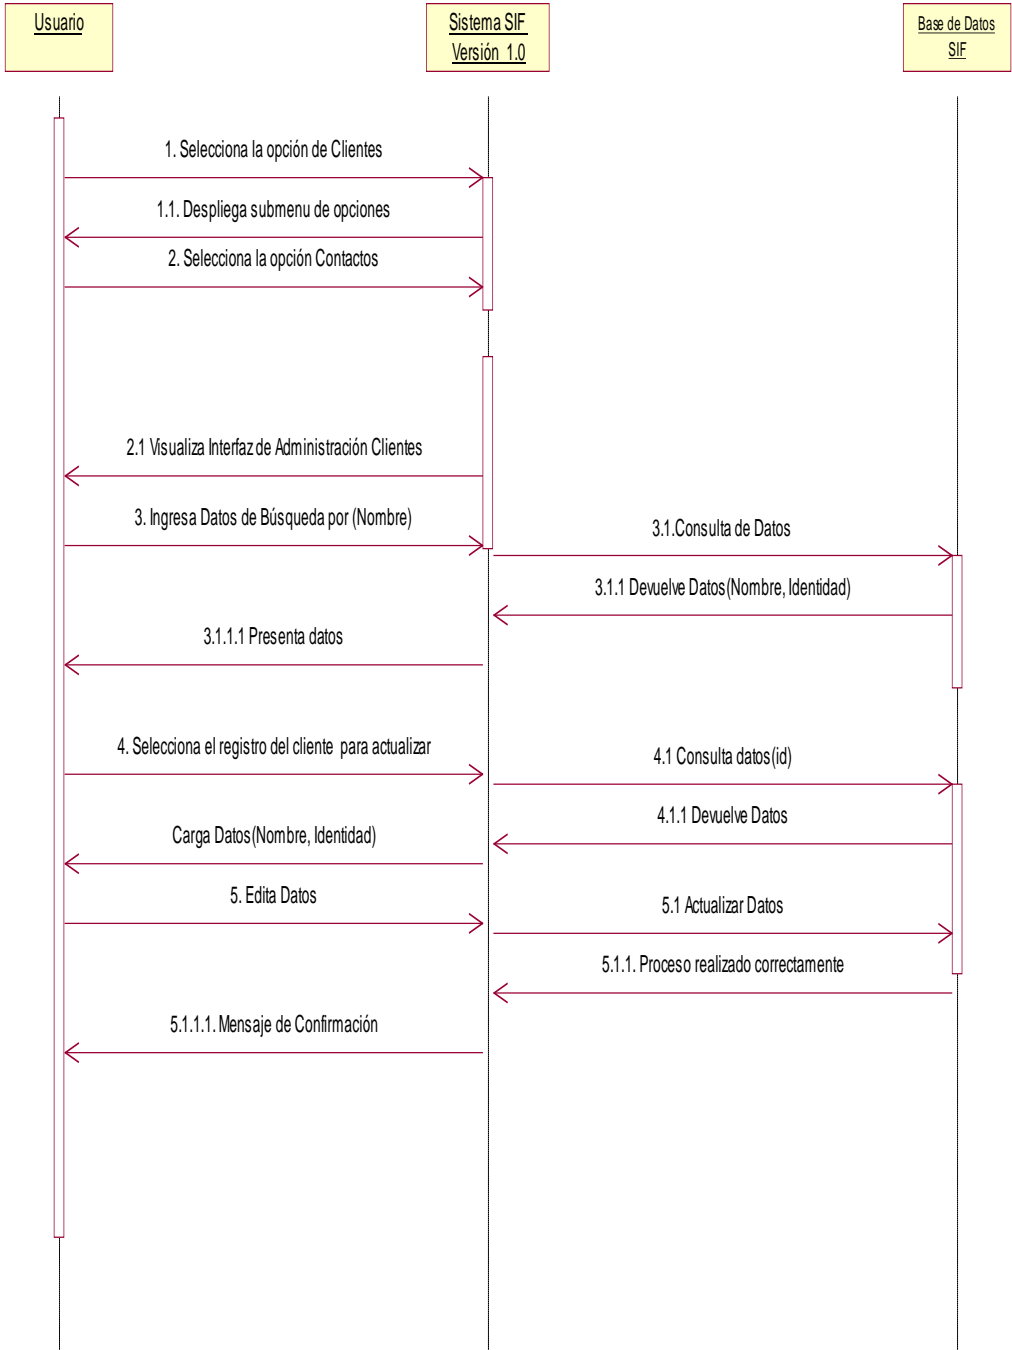 Usuario
Sistema SIF
Versión 1.0
Base de Datos
SIF
1. Selecciona la opción de Clientes
1.1. Despliega submenu de opciones
2. Selecciona la opción Contactos
2.1 Visualiza Interfaz de Administración Clientes
3. Ingresa Datos de Búsqueda por (Nombre)
3.1.Consulta de Datos
3.1.1 Devuelve Datos(Nombre, Identidad)
3.1.1.1 Presenta datos
4. Selecciona el registro del cliente para actualizar
4.1 Consulta datos(id)
4.1.1 Devuelve Datos
Carga Datos(Nombre, Identidad)
5. Edita Datos
5.1 Actualizar Datos
5.1.1. Proceso realizado correctamente
5.1.1.1. Mensaje de Confirmación